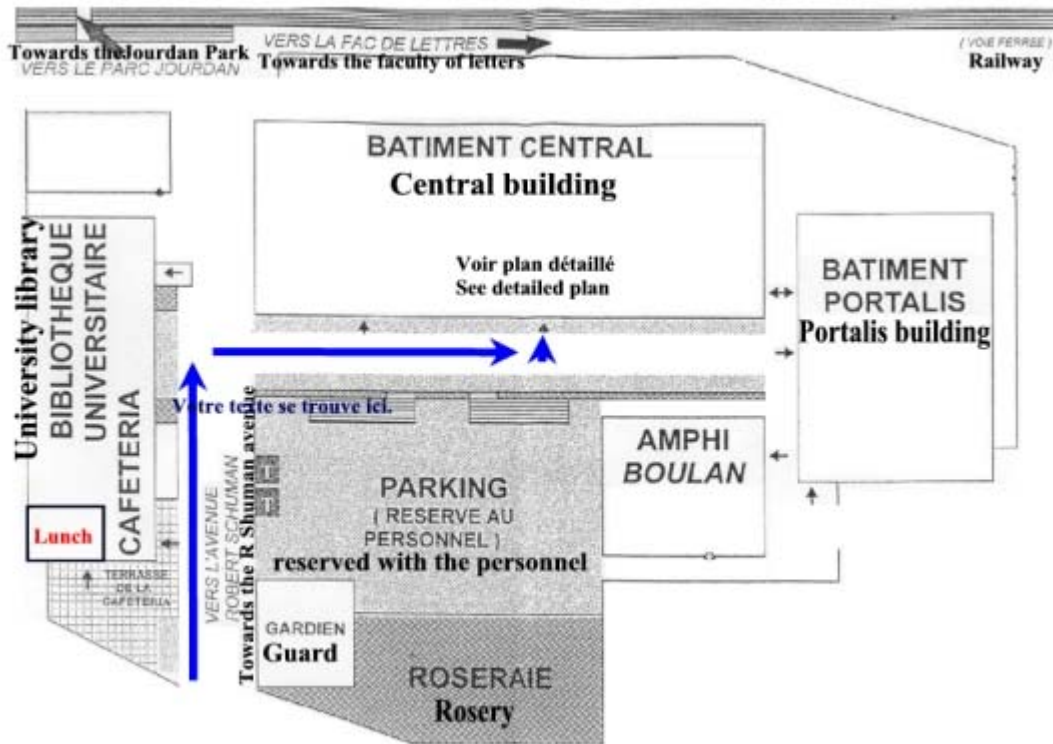 VERS LA FAC DE LETTRES
( VOIE FERREE )
Towards theJourdan Park
Towards the faculty of letters
Railway
VERS LE PARC JOURDAN
BATIMENT CENTRAL
Central building
Voir plan détaillé
See detailed plan
University library
BIBLIOTHEQUE
UNIVERSITAIRE
CAFETERIA
BATIMENT
PORTALIS
Portalis building
Votre texte se trouve ici.
Lunch
TERRASSE
DE LA
CAFETERIA
VERS L'AVENUE
ROBERT SCHUMAN
Towards the R Shuman avenue
PARKING
( RESERVE AU
PERSONNEL )
reserved with the personnel
AMPHI
BOULAN
GARDIEN
Guard
ROSERAIE
Rosery